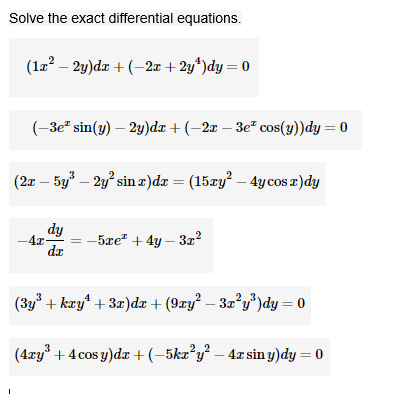 Solve the exact differential equations.
(1x² – 2y)dx + (–2x + 2y⁴)dy = 0
(–3eˣ sin(y) – 2y)dx + (–2x – 3eˣ cos(y))dy = 0
(2x – 5y³ – 2y² sin x)dx = (15xy² – 4y cos x)dy
–4x dy/dx = –5xeˣ + 4y – 3x²
(3y³ + kxy⁴ + 3x)dx + (9xy² – 3x²y³)dy = 0
(4xy³ + 4 cos y)dx + (–5kx²y² – 4x sin y)dy = 0